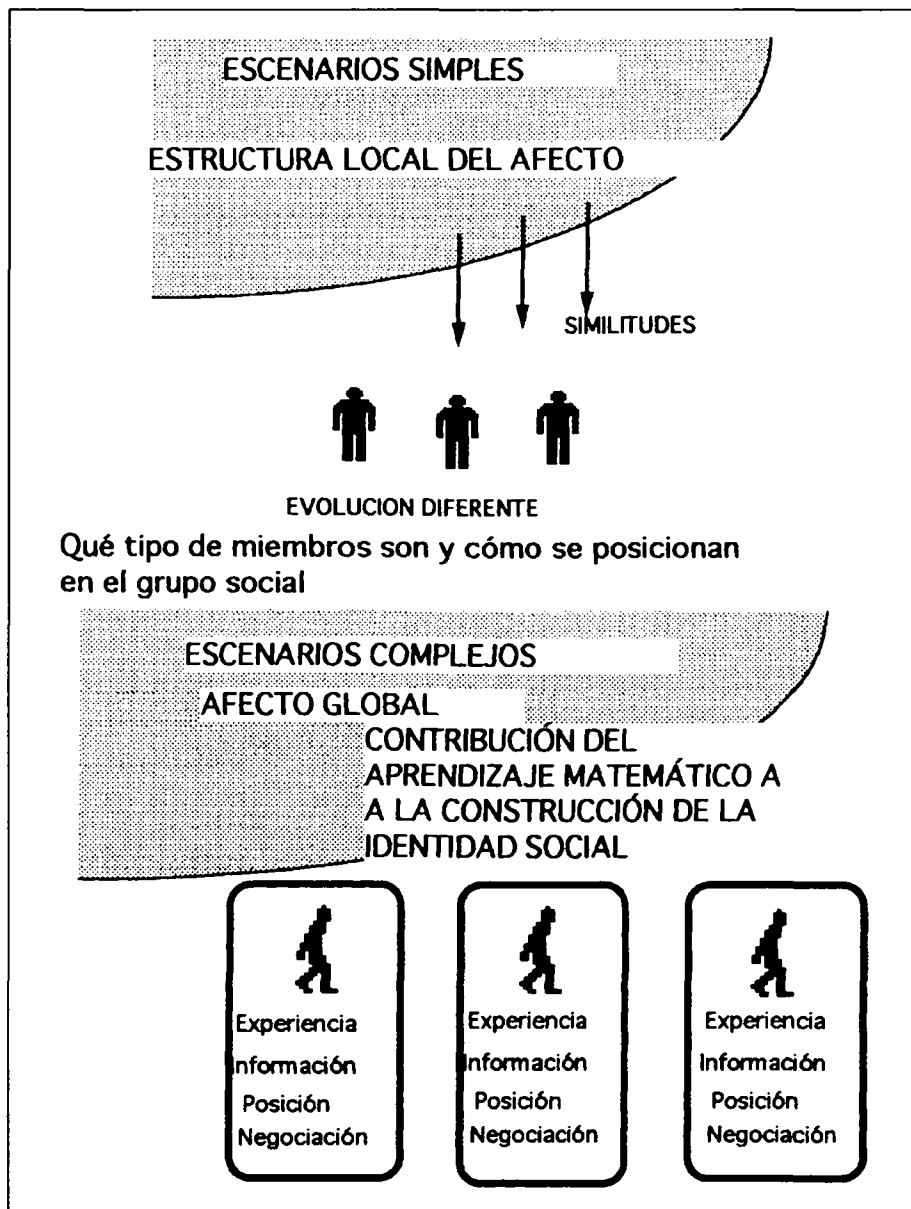 ESCENARIOS SIMPLES
ESTRUCTURA LOCAL DEL AFECTO
SIMILITUDES
EVOLUCION DIFERENTE
Qué tipo de miembros son y cómo se posicionan
en el grupo social
ESCENARIOS COMPLEJOS
AFECTO GLOBAL
CONTRIBUCIÓN DEL
APRENDIZAJE MATEMÁTICO A
A LA CONSTRUCCIÓN DE LA
IDENTIDAD SOCIAL
Experiencia
Información
Posición
Negociación
Experiencia
Información
Posición
Negociación
Experiencia
Información
Posición
Negociación